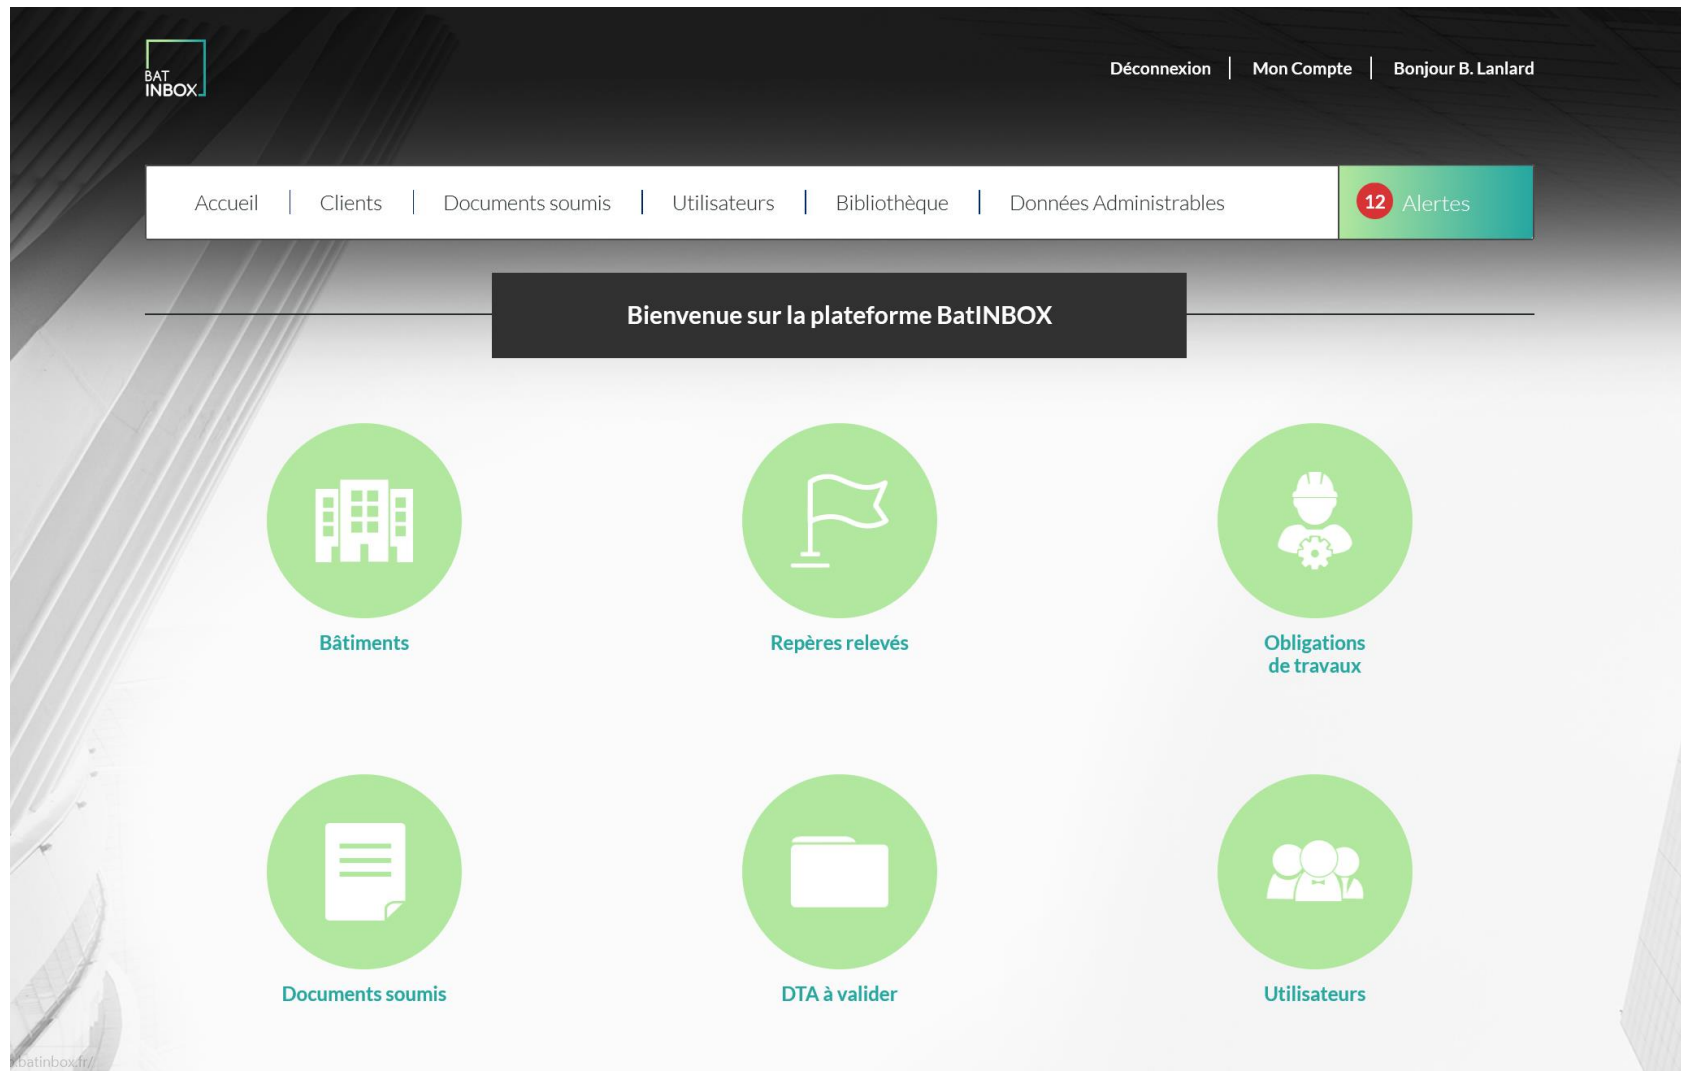 BAT
INBOX
Déconnexion
Mon Compte
Bonjour B. Lanlard
Accueil
Clients
Documents soumis
Utilisateurs
Bibliothèque
Données Administrables
12
Alertes
Bienvenue sur la plateforme BatINBOX
Bâtiments
Repères relevés
Obligations
de travaux
Documents soumis
DTA à valider
Utilisateurs
.batinbox.fr/